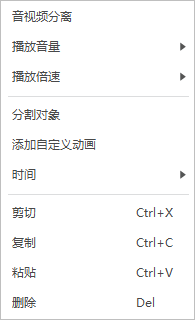 音视频分离
播放音量
播放倍速
分割对象
添加自定义动画
时间
剪切 Ctrl+X
复制 Ctrl+C
粘贴 Ctrl+V
删除 Del